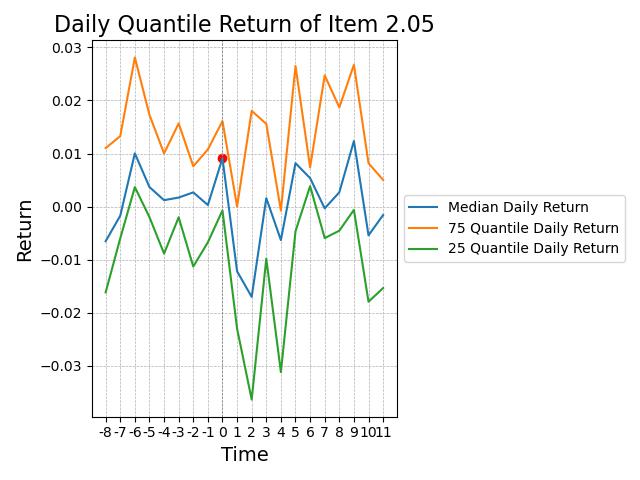 Daily Quantile Return of Item 2.05
0.03
0.02
0.01
0.00
−0.01
−0.02
−0.03
Return
-8 -7 -6 -5 -4 -3 -2 -1 0 1 2 3 4 5 6 7 8 9 10 11
Time
Median Daily Return
75 Quantile Daily Return
25 Quantile Daily Return